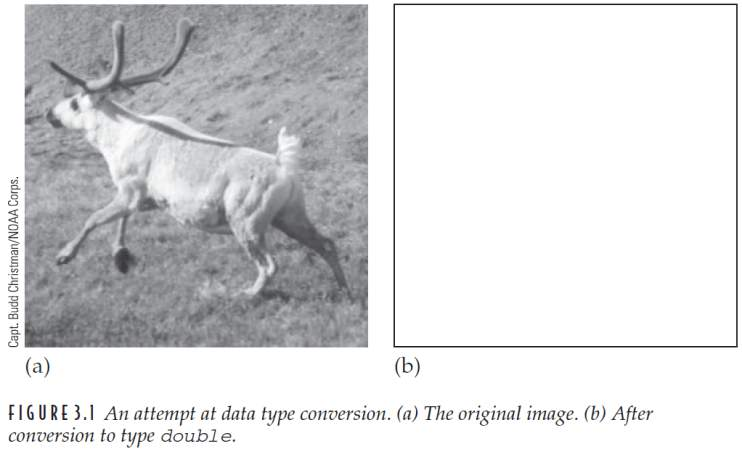 Capt. Budd Christman/NOAA Corps.
(a)
(b)
FIGURE 3.1 An attempt at data type conversion. (a) The original image. (b) After
conversion to type double.